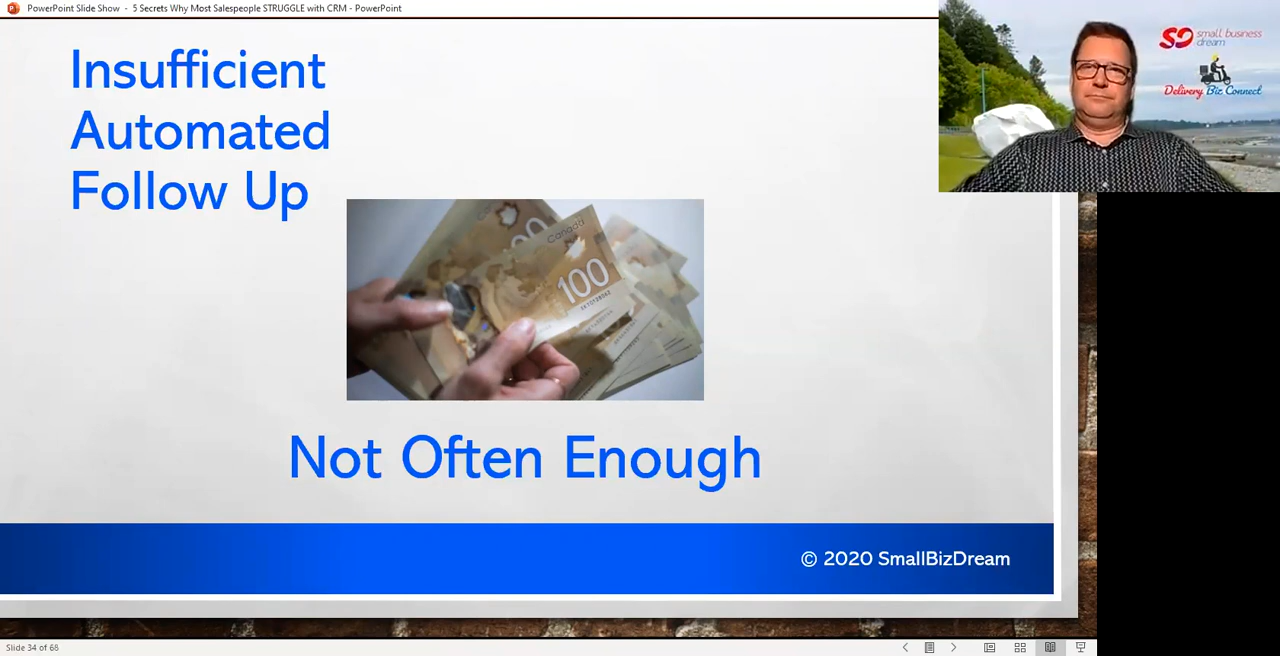 PowerPoint Slide Show - 5 Secrets Why Most Salespeople STRUGGLE with CRM - PowerPoint
small business
dream
Delivery Biz Connect
Insufficient
Automated
Follow Up
Canada
100
Not Often Enough
© 2020 SmallBizDream
Slide 34 of 66